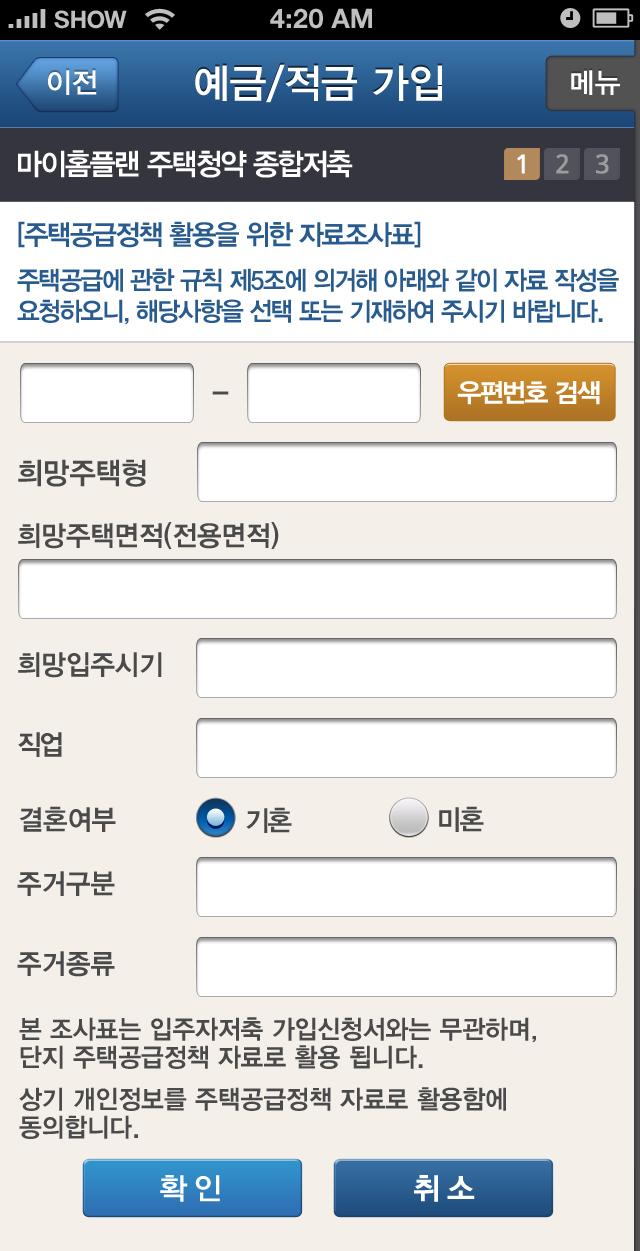 SHOW 4:20 AM
이전 예금/적금 가입 메뉴
마이홈플랜 주택청약 종합저축 1 2 3
[주택공급정책 활용을 위한 자료조사표]
주택공급에 관한 규칙 제5조에 의거해 아래와 같이 자료 작성을
요청하오니, 해당사항을 선택 또는 기재하여 주시기 바랍니다.
– 우편번호 검색
희망주택형
희망주택면적(전용면적)
희망입주시기
직업
결혼여부 기혼 미혼
주거구분
주거종류
본 조사표는 입주자저축 가입신청서와는 무관하며,
단지 주택공급정책 자료로 활용 됩니다.
상기 개인정보를 주택공급정책 자료로 활용함에
동의합니다.
확인 취소